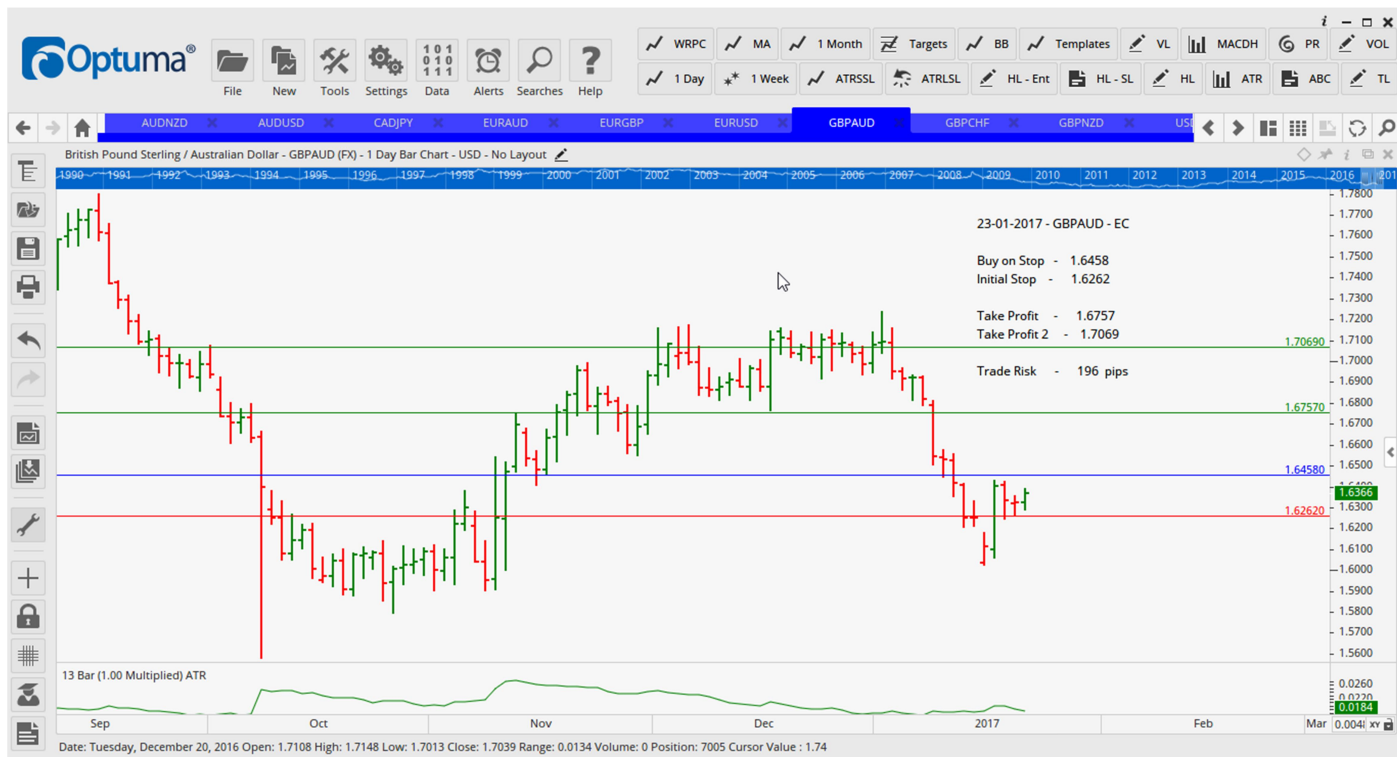 Optuma®
File
New
Tools
Settings
101
010
111
Data
Alerts
Searches
?
Help
WRPC
MA
1 Month
Targets
BB
Templates
VL
MACDH
PR
VOL
1 Day
1 Week
ATRSSL
ATRLSL
HL - Ent
HL - SL
HL
ATR
ABC
TL
AUDNZD
AUDUSD
CADJPY
EURAUD
EURGBP
EURUSD
GBPAUD
GBPCHF
GBPNZD
British Pound Sterling / Australian Dollar - GBPAUD (FX) - 1 Day Bar Chart - USD - No Layout
1990 1991 1992 1993 1994 1995 1996 1997 1998 1999 2000 2001 2002 2003 2004 2005 2006 2007 2008 2009 2010 2011 2012 2013 2014 2015 2016 201
23-01-2017 - GBPAUD - EC
Buy on Stop - 1.6458
Initial Stop - 1.6262
Take Profit - 1.6757
Take Profit 2 - 1.7069
Trade Risk - 196 pips
1.70690
1.67570
1.64580
1.62620
1.7800
1.7700
1.7600
1.7500
1.7400
1.7300
1.7200
1.7100
1.7000
1.6900
1.6800
1.6700
1.6600
1.6500
1.6366
1.6300
1.6200
1.6100
1.6000
1.5900
1.5800
1.5700
1.5600
13 Bar (1.00 Multiplied) ATR
0.0260
0.0220
0.0184
Sep
Oct
Nov
Dec
2017
Feb
Mar
XY
Date: Tuesday, December 20, 2016 Open: 1.7108 High: 1.7148 Low: 1.7013 Close: 1.7039 Range: 0.0134 Volume: 0 Position: 7005 Cursor Value : 1.74